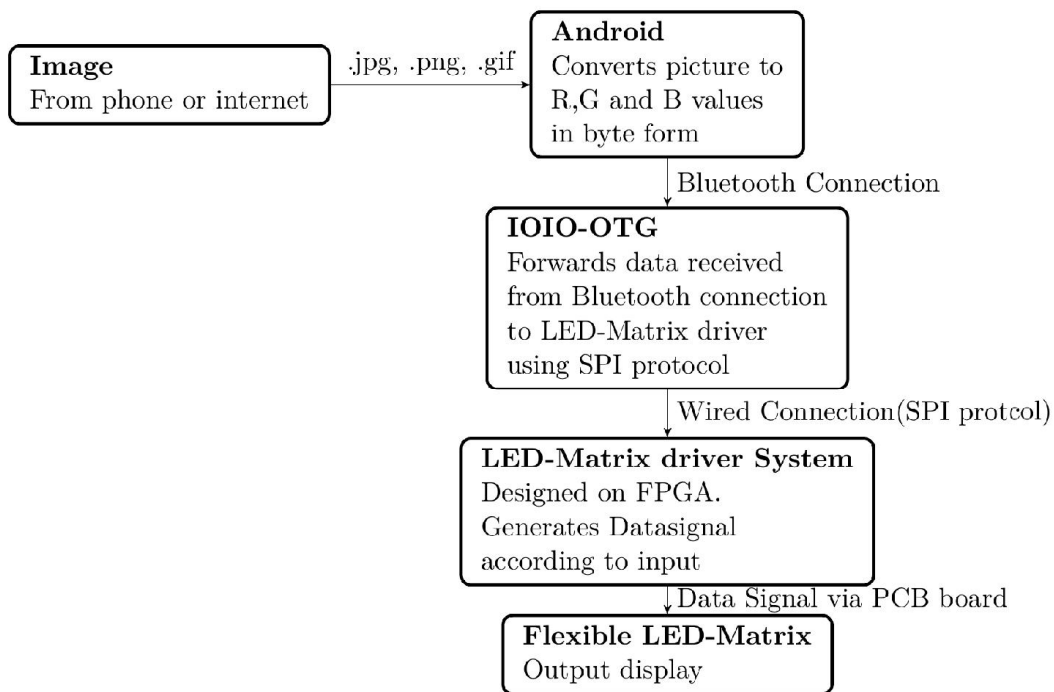 Image
From phone or internet
.jpg, .png, .gif
Android
Converts picture to
R,G and B values
in byte form
Bluetooth Connection
IOIO-OTG
Forwards data received
from Bluetooth connection
to LED-Matrix driver
using SPI protocol
Wired Connection(SPI protcol)
LED-Matrix driver System
Designed on FPGA.
Generates Datasignal
according to input
Data Signal via PCB board
Flexible LED-Matrix
Output display